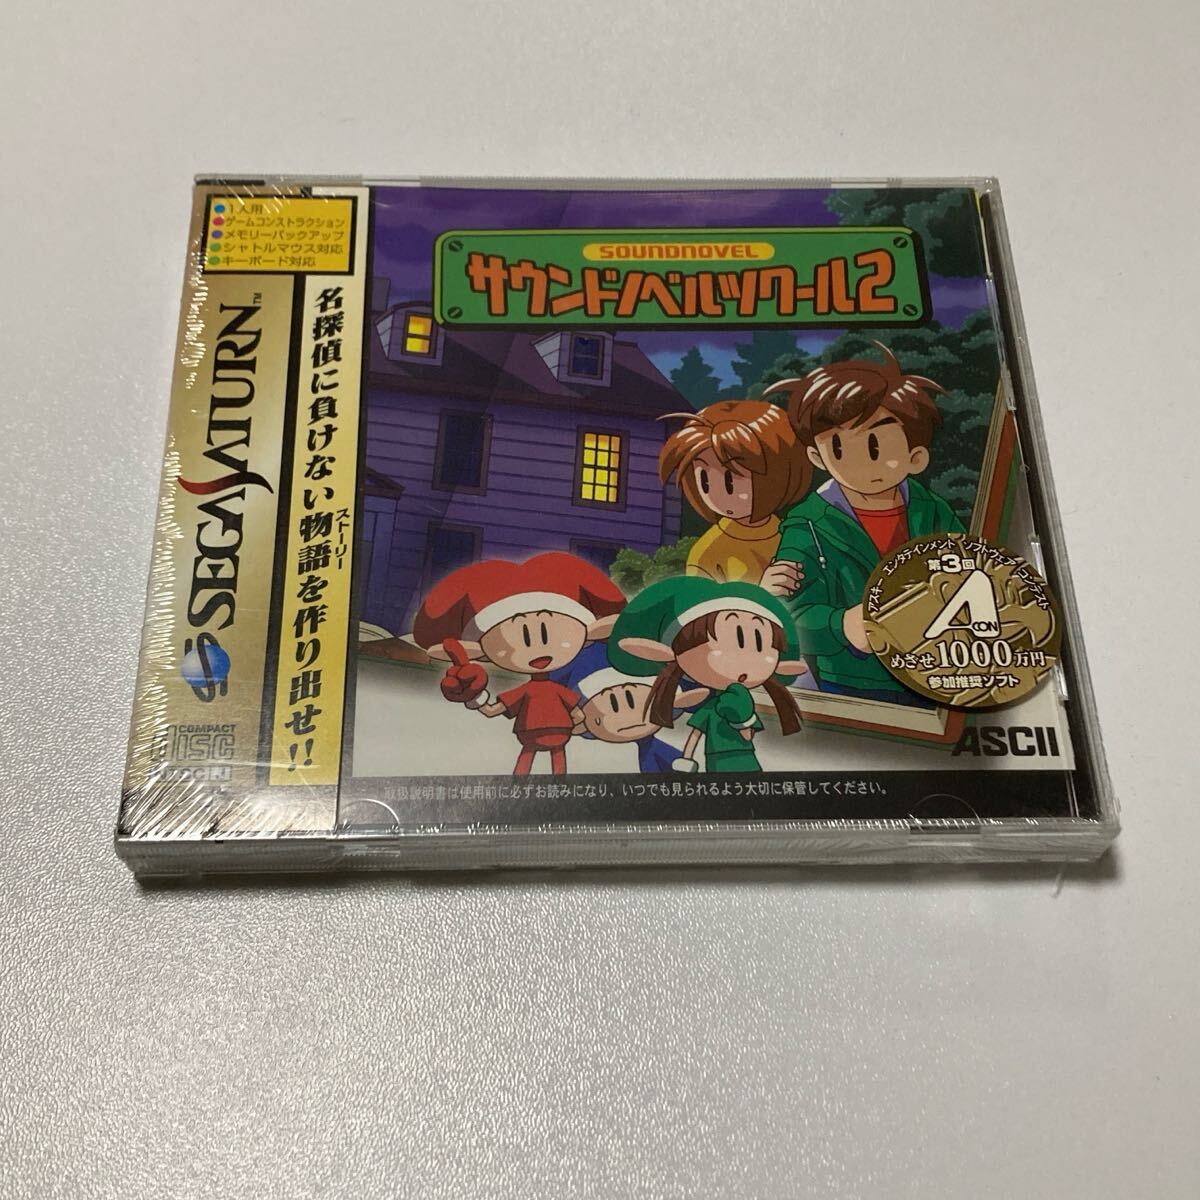 1人用
ゲームコンストラクション
メモリーバックアップ
シャトルマウス対応
キーボード対応
SEGA SATURN™
COMPACT
DISC
名探偵に負けない物語を作り出せ!!
ストーリー
SOUNDNOVEL
サウンドノベルツクール2
アスキー エンタテインメント ソフトウェア コンテスト
第3回
A
CON
めざせ1000万円
参加推奨ソフト
ASCII
取扱説明書は使用前に必ずお読みになり、いつでも見られるよう大切に保管してください。